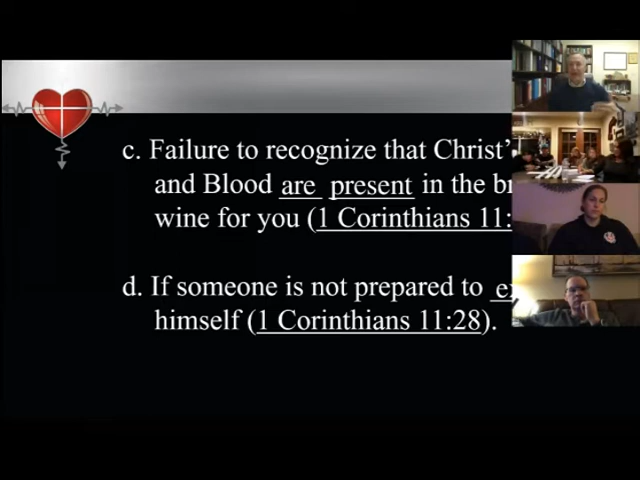 c. Failure to recognize that Christ’
and Blood are present in the br
wine for you (1 Corinthians 11:
d. If someone is not prepared to e
himself (1 Corinthians 11:28).